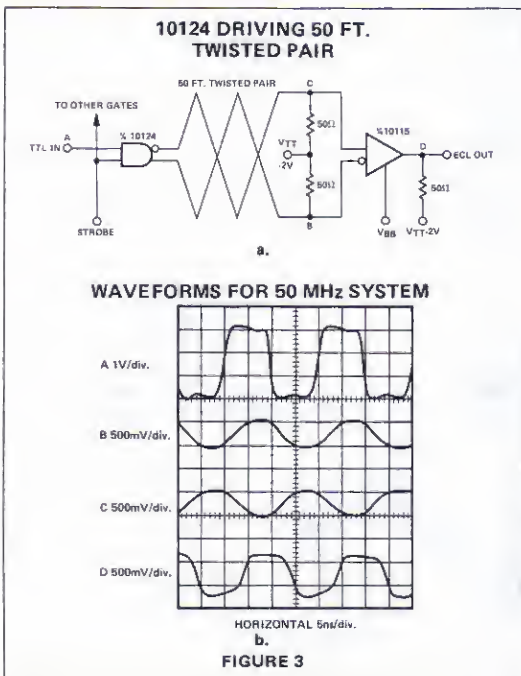 10124 DRIVING 50 FT.
TWISTED PAIR
50 FT. TWISTED PAIR
C
TO OTHER GATES
A
¼ 10124
50Ω
¼10115
TTL IN
VTT
-2V
D
ECL OUT
50Ω
50Ω
STROBE
B
VBB
VTT-2V
a.
WAVEFORMS FOR 50 MHz SYSTEM
A 1V/div.
B 500mV/div.
C 500mV/div.
D 500mV/div.
HORIZONTAL 5ns/div.
b.
FIGURE 3